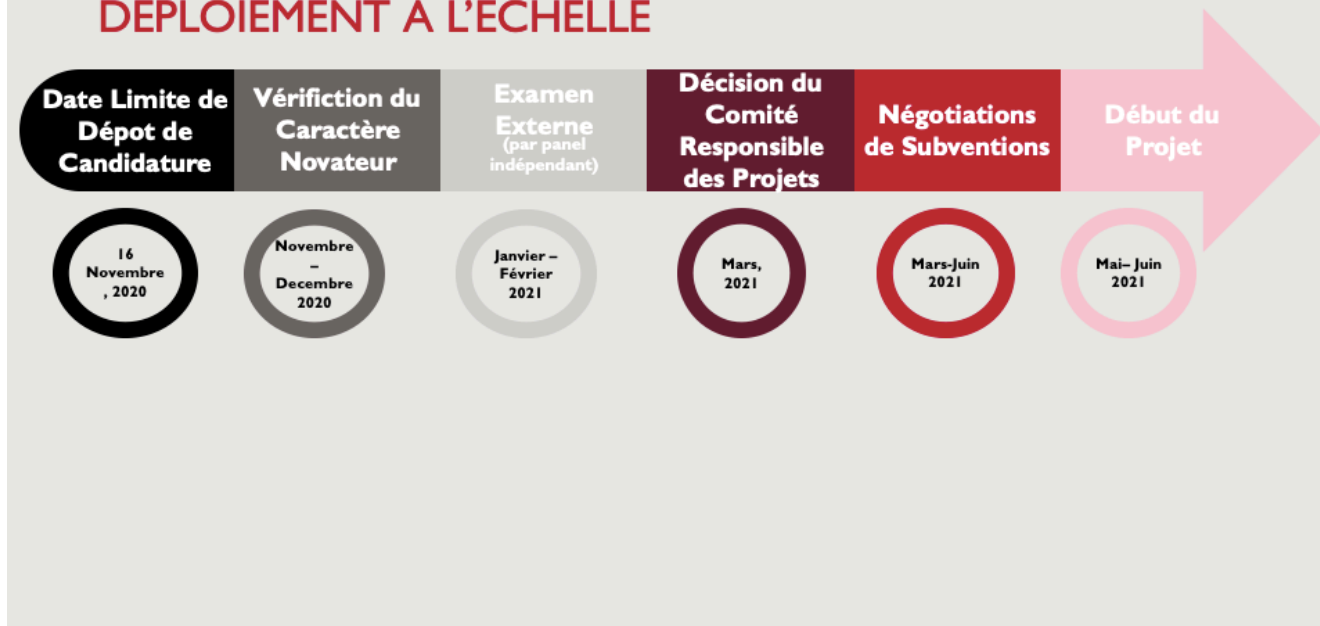 DÉPLOIEMENT À L'ÉCHELLE
Date Limite de
Dépot de
Candidature
Vérifiction du
Caractère
Novateur
Examen
Externe
(par panel
indépendant)
Décision du
Comité
Responsible
des Projets
Négotiations
de Subventions
Début du
Projet
16
Novembre
, 2020
Novembre
–
Decembre
2020
Janvier –
Février
2021
Mars,
2021
Mars-Juin
2021
Mai– Juin
2021